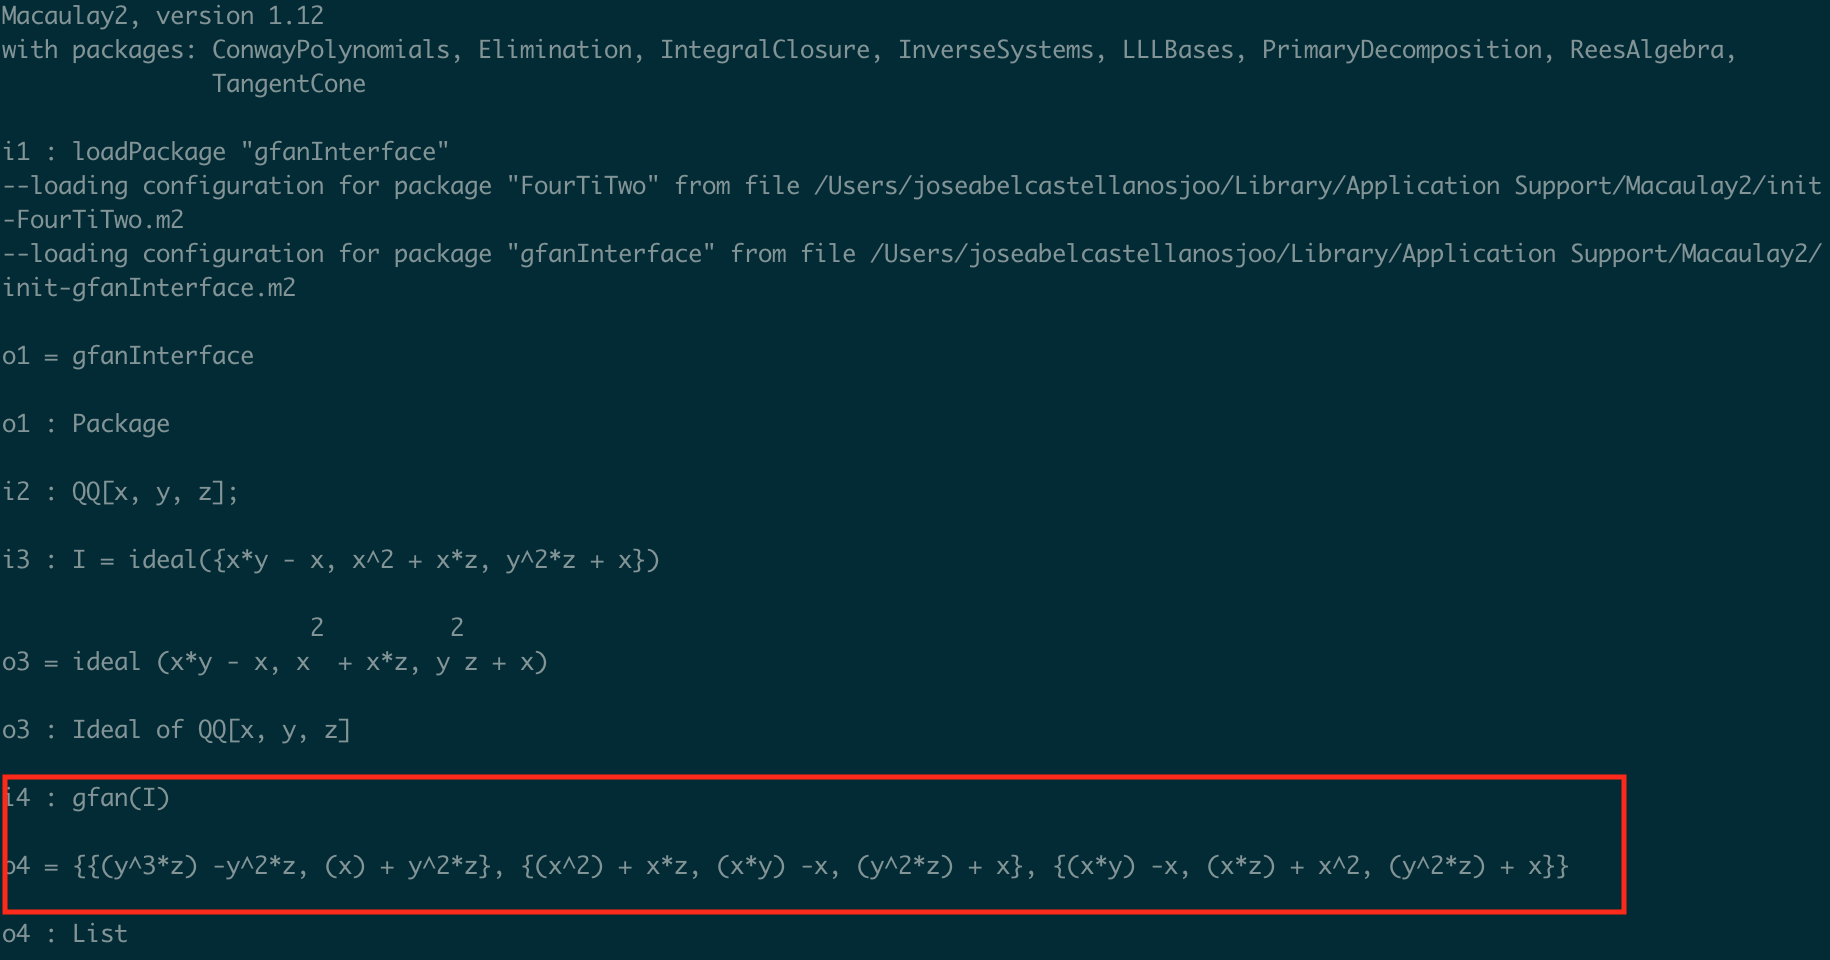 Macaulay2, version 1.12
with packages: ConwayPolynomials, Elimination, IntegralClosure, InverseSystems, LLLBases, PrimaryDecomposition, ReesAlgebra,
TangentCone
i1 : loadPackage "gfanInterface"
--loading configuration for package "FourTiTwo" from file /Users/joseabelcastellanosjoo/Library/Application Support/Macaulay2/init
-FourTiTwo.m2
--loading configuration for package "gfanInterface" from file /Users/joseabelcastellanosjoo/Library/Application Support/Macaulay2/
init-gfanInterface.m2
o1 = gfanInterface
o1 : Package
i2 : QQ[x, y, z];
i3 : I = ideal({x*y - x, x^2 + x*z, y^2*z + x})
2 2
o3 = ideal (x*y - x, x + x*z, y z + x)
o3 : Ideal of QQ[x, y, z]
i4 : gfan(I)
o4 = {{(y^3*z) -y^2*z, (x) + y^2*z}, {(x^2) + x*z, (x*y) -x, (y^2*z) + x}, {(x*y) -x, (x*z) + x^2, (y^2*z) + x}}
o4 : List